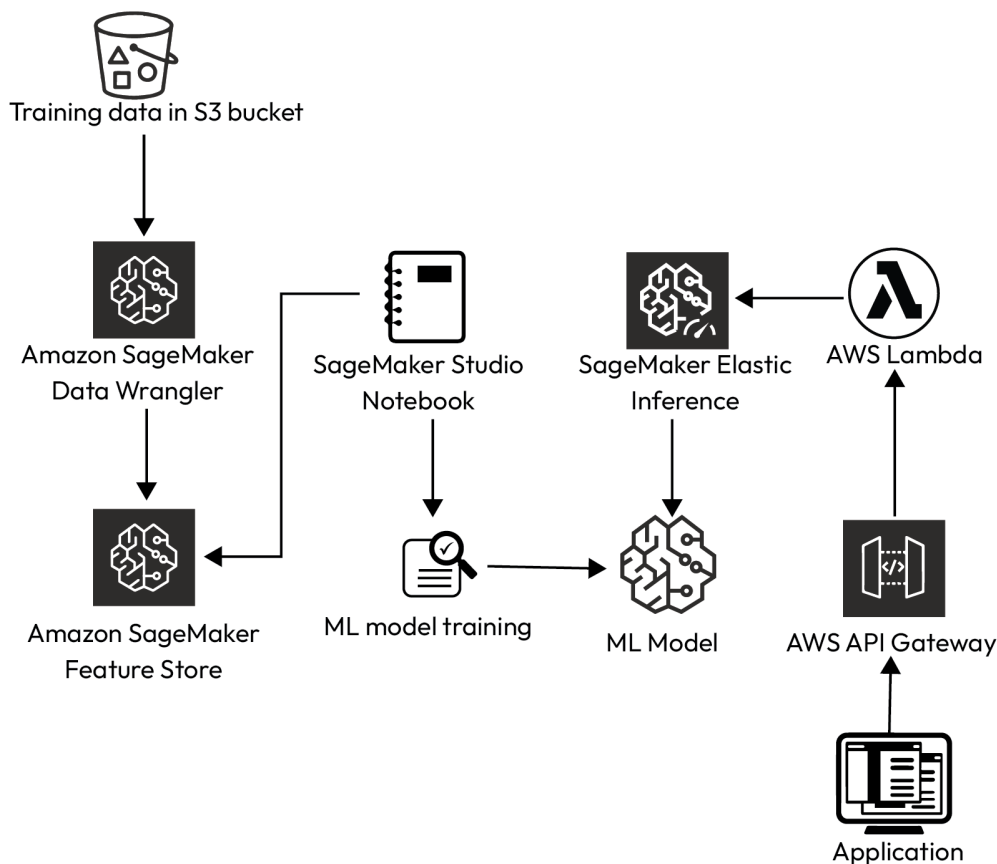 Training data in S3 bucket
Amazon SageMaker
Data Wrangler
SageMaker Studio
Notebook
SageMaker Elastic
Inference
AWS Lambda
Amazon SageMaker
Feature Store
ML model training
ML Model
</>
AWS API Gateway
Application